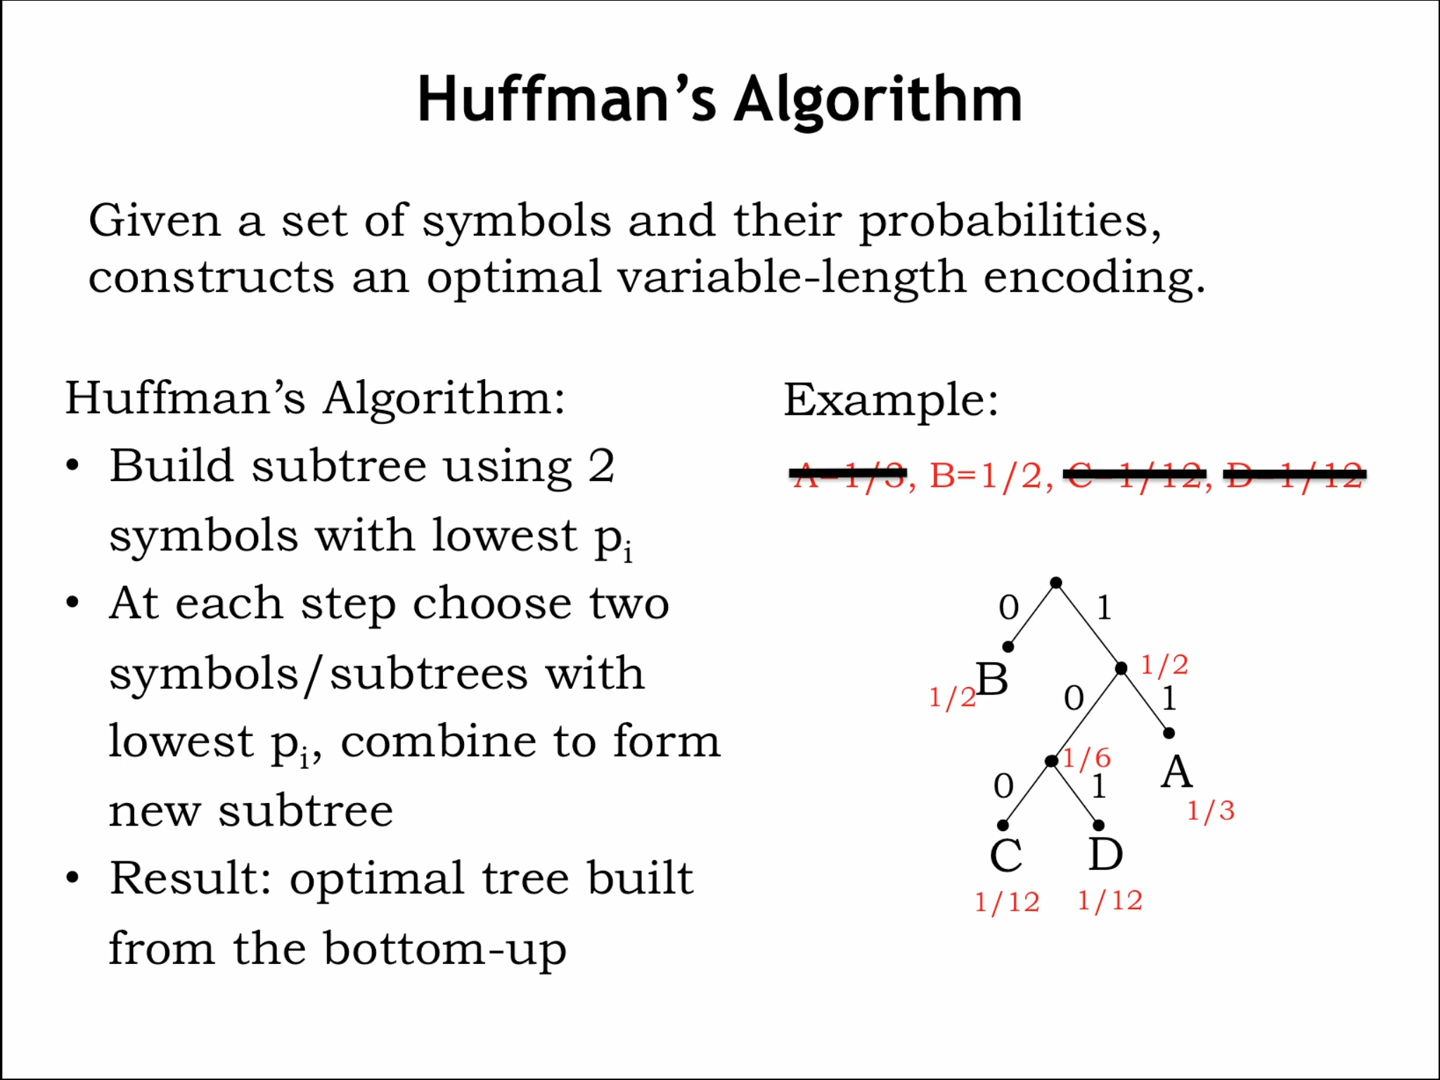 Huffman’s Algorithm
Given a set of symbols and their probabilities,
constructs an optimal variable-length encoding.
Huffman’s Algorithm:
• Build subtree using 2
symbols with lowest pi
• At each step choose two
symbols/subtrees with
lowest pi, combine to form
new subtree
• Result: optimal tree built
from the bottom-up
Example:
A=1/3, B=1/2, C=1/12, D=1/12
0 1
1/2
B
1/2
0 1
1/6
A
0 1
1/3
C D
1/12 1/12